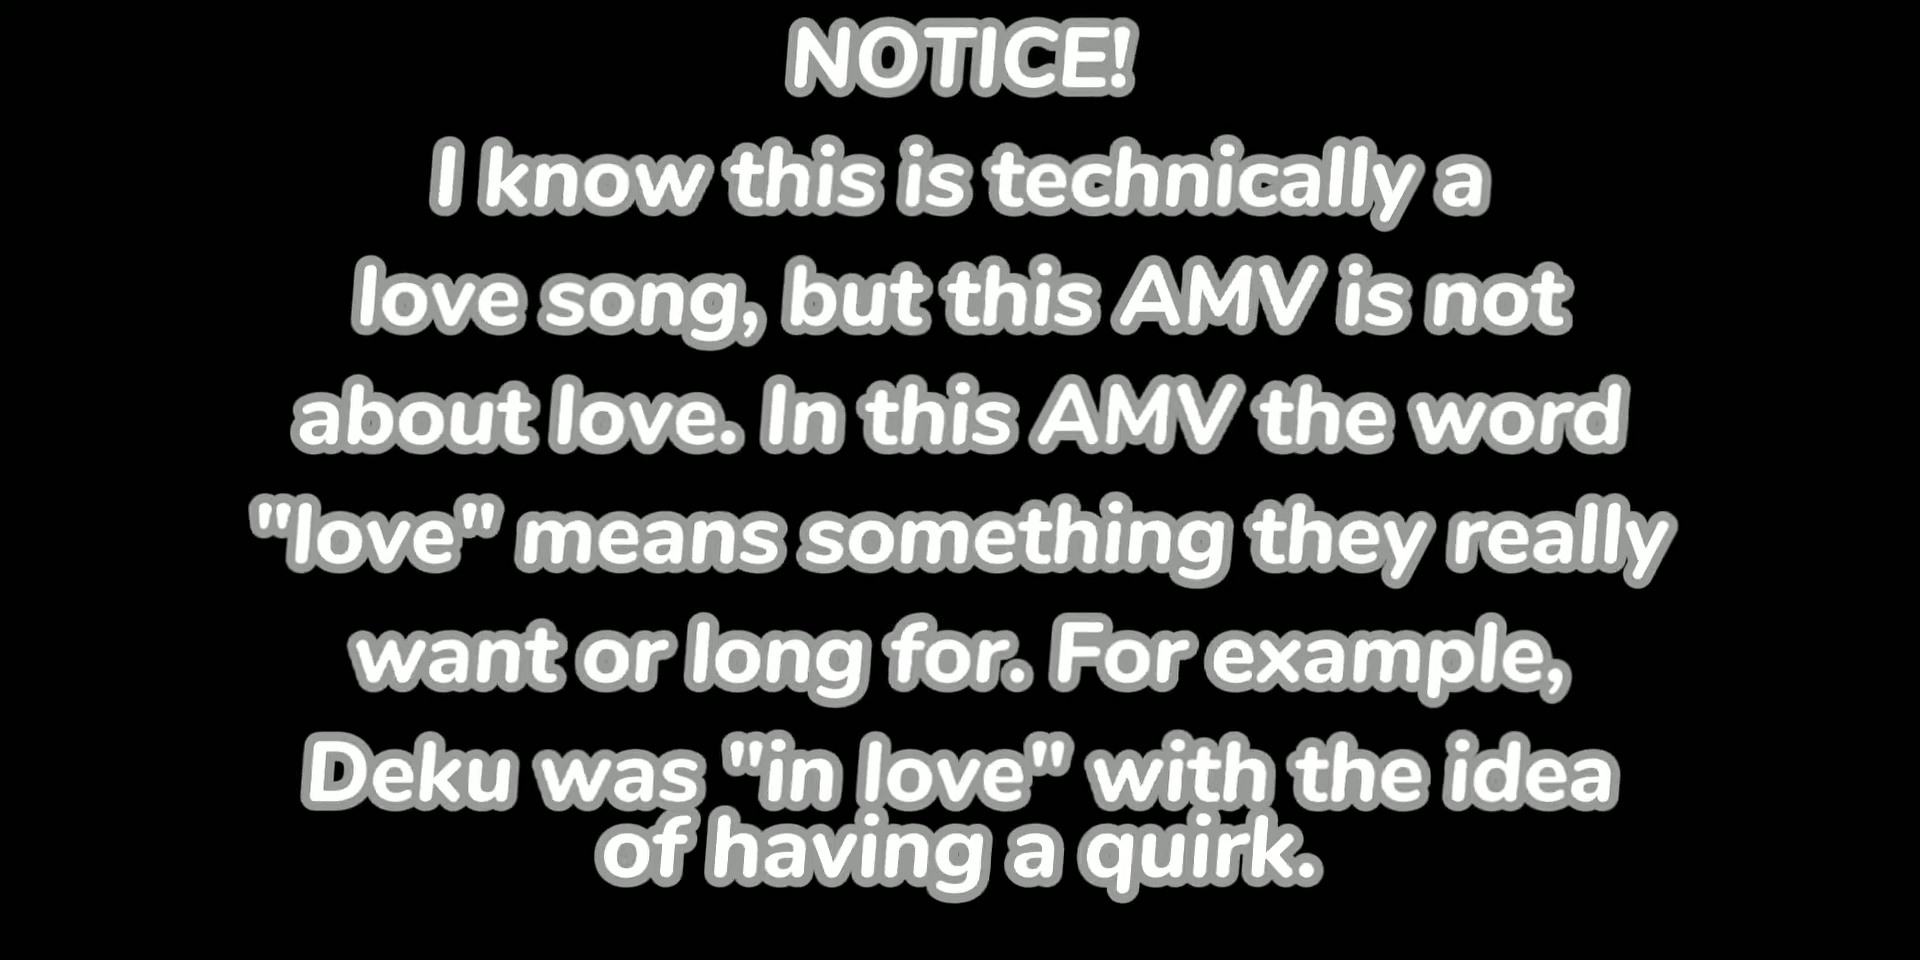 NOTICE!
I know this is technically a
love song, but this AMV is not
about love. In this AMV the word
"love" means something they really
want or long for. For example,
Deku was "in love" with the idea
of having a quirk.